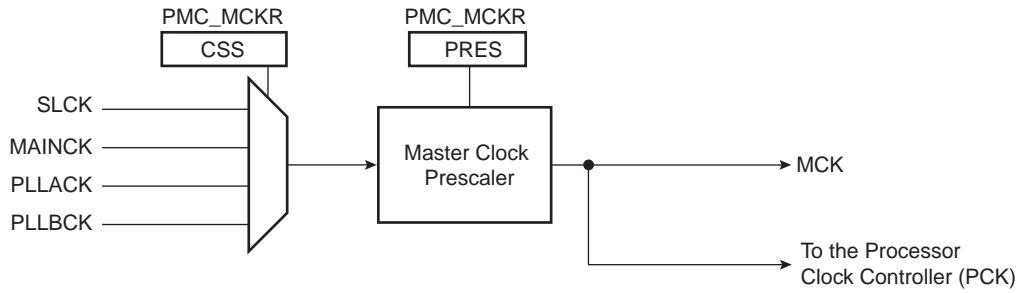 PMC_MCKR
PMC_MCKR
CSS
PRES
SLCK
MAINCK
PLLACK
PLLBCK
Master Clock
Prescaler
MCK
To the Processor
Clock Controller (PCK)